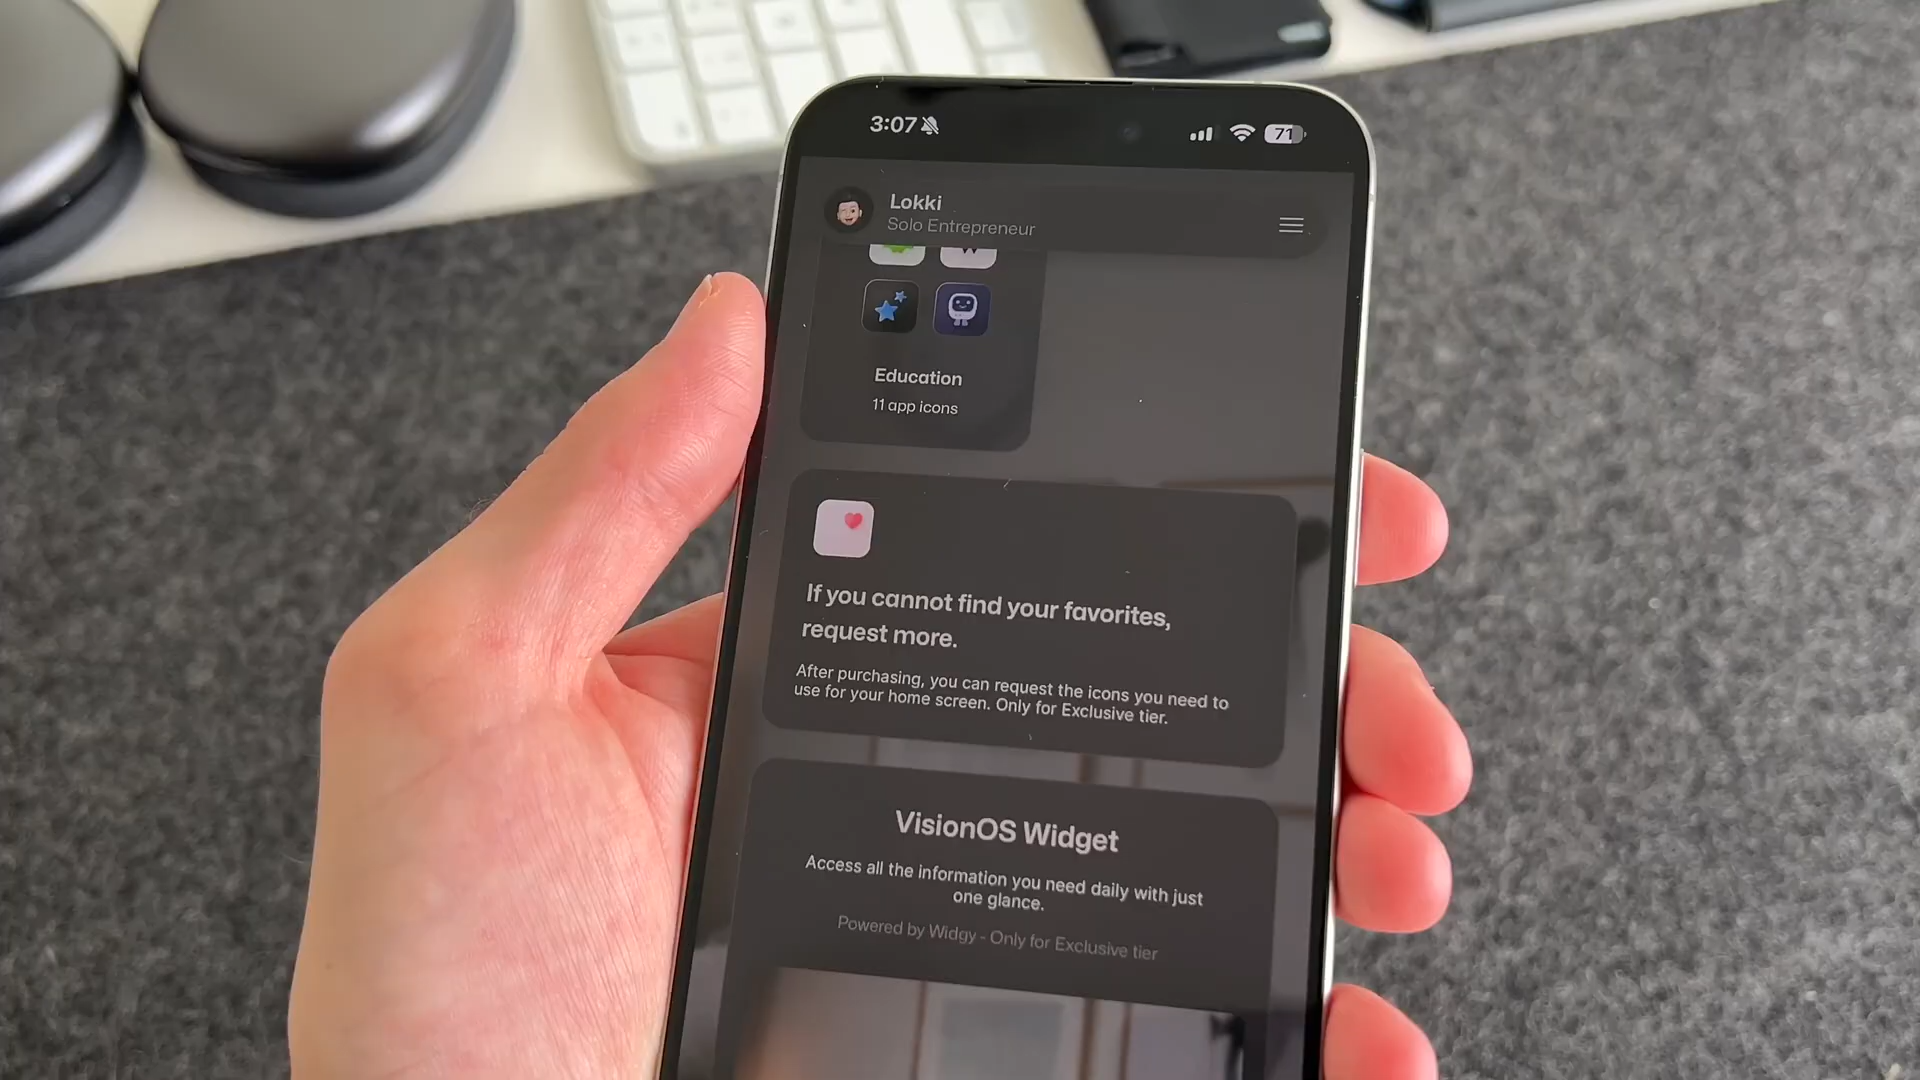 3:07
71
Lokki
Solo Entrepreneur
Education
11 app icons
If you cannot find your favorites,
request more.
After purchasing, you can request the icons you need to
use for your home screen. Only for Exclusive tier.
VisionOS Widget
Access all the information you need daily with just
one glance.
Powered by Widgy - Only for Exclusive tier